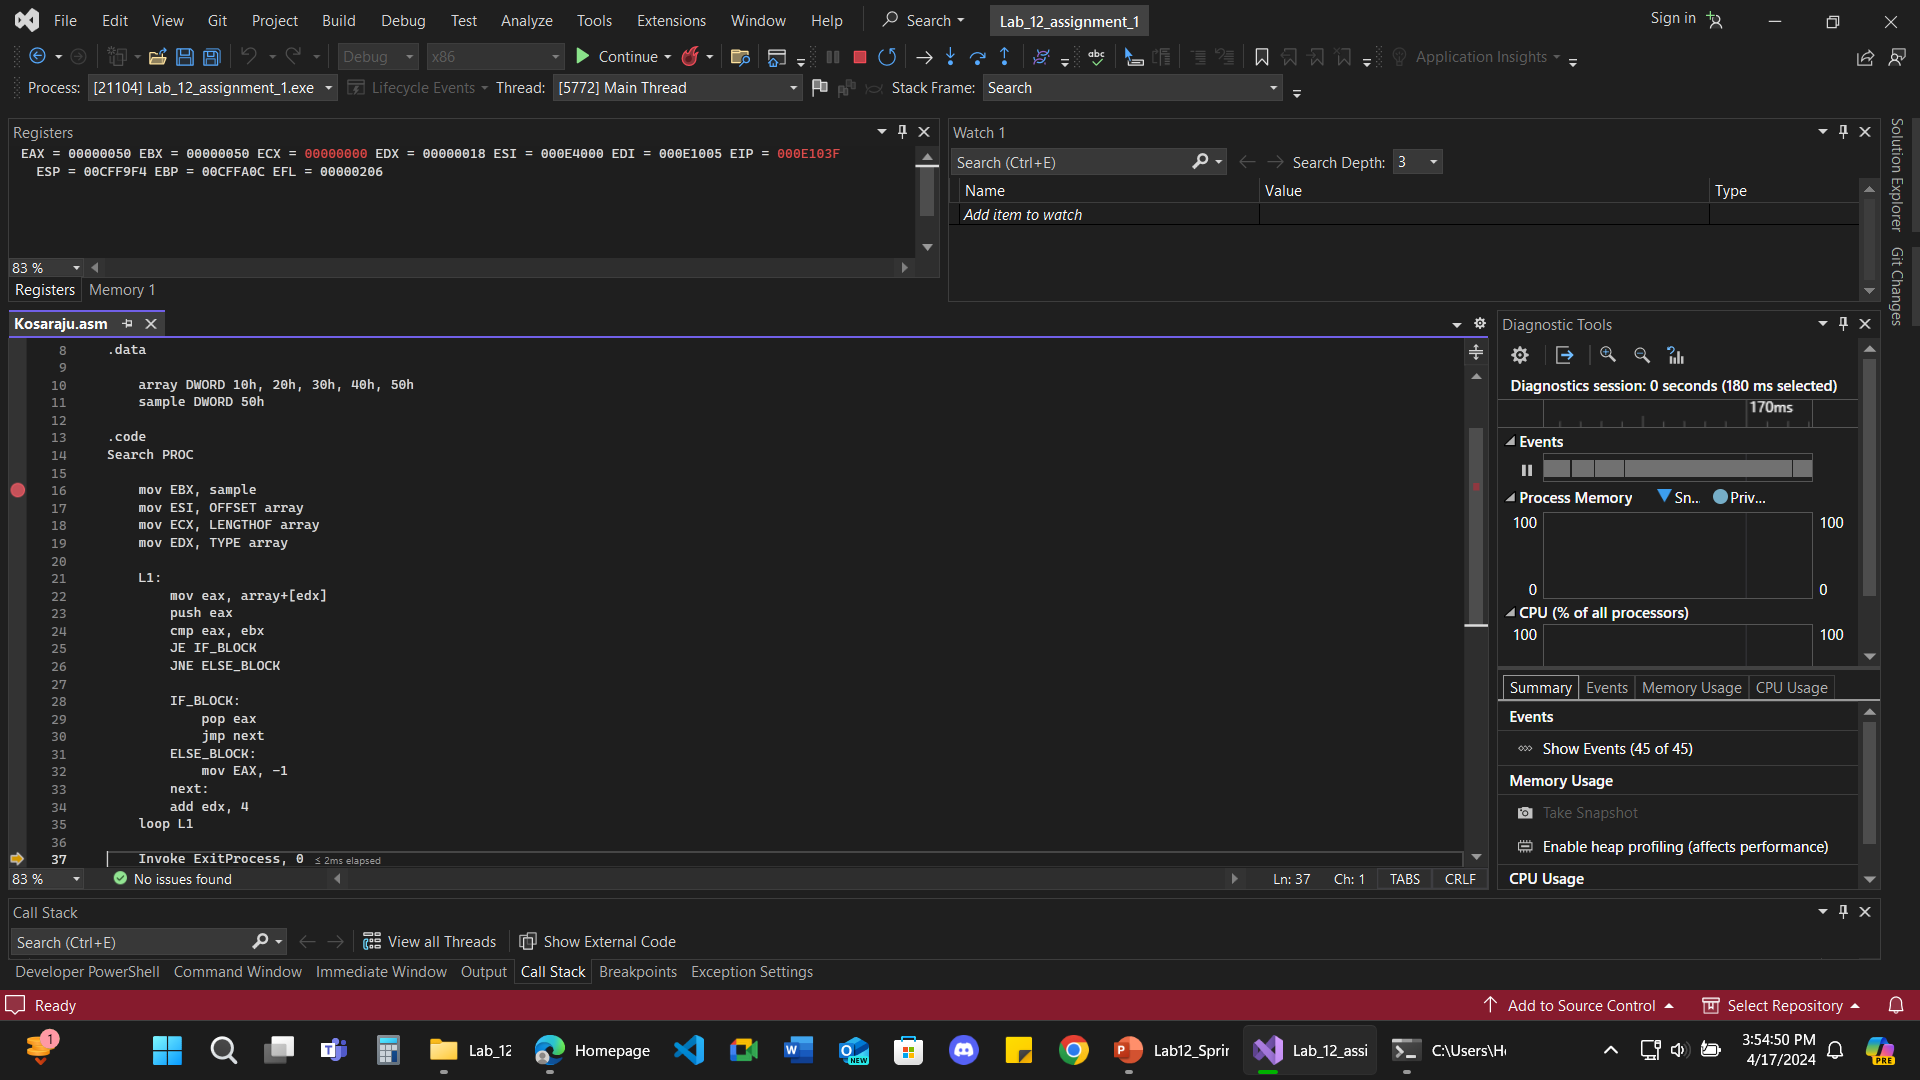 File Edit View Git Project Build Debug Test Analyze Tools Extensions Window Help Search Lab_12_assignment_1 Sign in
Debug x86 Continue Application Insights
Process: [21104] Lab_12_assignment_1.exe Lifecycle Events Thread: [5772] Main Thread Stack Frame: Search
Registers
EAX = 00000050 EBX = 00000050 ECX = 00000000 EDX = 00000018 ESI = 000E4000 EDI = 000E1005 EIP = 000E103F
ESP = 00CFF9F4 EBP = 00CFFA0C EFL = 00000206
83 %
Registers Memory 1
Watch 1
Search (Ctrl+E) Search Depth: 3
Name Value Type
Add item to watch
Solution Explorer
Git Changes
Kosaraju.asm
8 .data
9
10 array DWORD 10h, 20h, 30h, 40h, 50h
11 sample DWORD 50h
12
13 .code
14 Search PROC
15
16 mov EBX, sample
17 mov ESI, OFFSET array
18 mov ECX, LENGTHOF array
19 mov EDX, TYPE array
20
21 L1:
22 mov eax, array+[edx]
23 push eax
24 cmp eax, ebx
25 JE IF_BLOCK
26 JNE ELSE_BLOCK
27
28 IF_BLOCK:
29 pop eax
30 jmp next
31 ELSE_BLOCK:
32 mov EAX, -1
33 next:
34 add edx, 4
35 loop L1
36
37 Invoke ExitProcess, 0 ≤ 2ms elapsed
83 % No issues found Ln: 37 Ch: 1 TABS CRLF
Diagnostic Tools
Diagnostics session: 0 seconds (180 ms selected)
170ms
Events
Process Memory Sn... Priv...
100 100
0 0
CPU (% of all processors)
100 100
Summary Events Memory Usage CPU Usage
Events
Show Events (45 of 45)
Memory Usage
Take Snapshot
Enable heap profiling (affects performance)
CPU Usage
Call Stack
Search (Ctrl+E) View all Threads Show External Code
Developer PowerShell Command Window Immediate Window Output Call Stack Breakpoints Exception Settings
Ready Add to Source Control Select Repository
1 Lab_12 Homepage NEW Lab12_Sprin Lab_12_assi C:\Users\He PRE
3:54:50 PM
4/17/2024